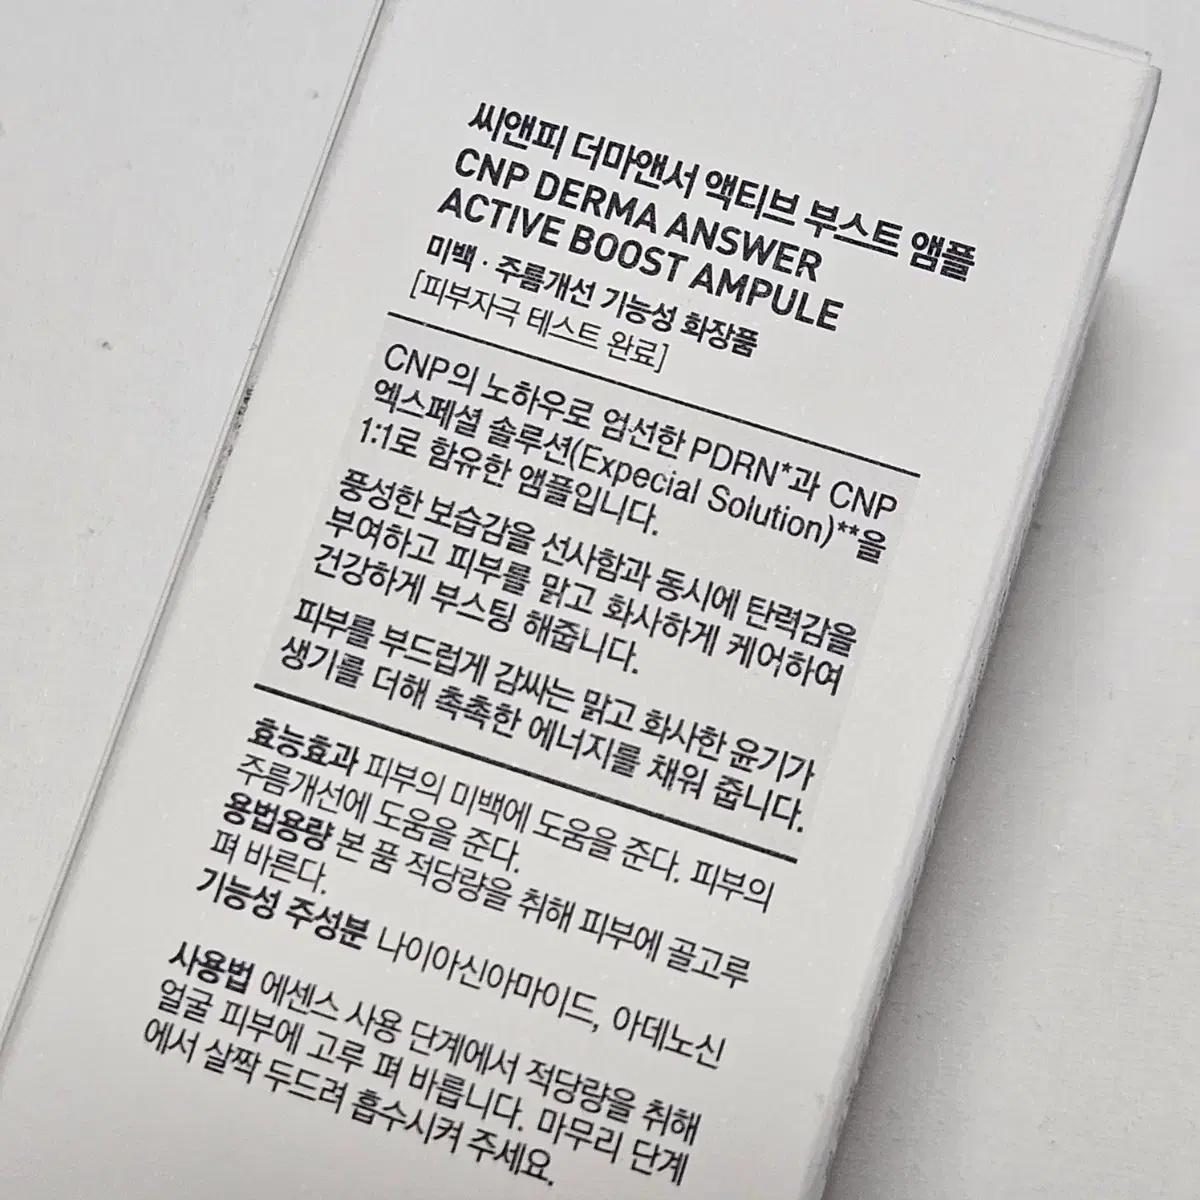 씨앤피 더마앤서 액티브 부스트 앰플
CNP DERMA ANSWER
ACTIVE BOOST AMPULE
미백 · 주름개선 기능성 화장품
[피부자극 테스트 완료]
CNP의 노하우로 엄선한 PDRN*과 CNP
엑스페셜 솔루션(Expecial Solution)**을
1:1로 함유한 앰플입니다.
풍성한 보습감을 선사함과 동시에 탄력감을
부여하고 피부를 맑고 화사하게 케어하여
건강하게 부스팅 해줍니다.
피부를 부드럽게 감싸는 맑고 화사한 윤기가
생기를 더해 촉촉한 에너지를 채워 줍니다.
효능효과 피부의 미백에 도움을 준다. 피부의
주름개선에 도움을 준다.
용법용량 본 품 적당량을 취해 피부에 골고루
펴 바른다.
기능성 주성분 나이아신아마이드, 아데노신
사용법 에센스 사용 단계에서 적당량을 취해
얼굴 피부에 고루 펴 바릅니다. 마무리 단계
에서 살짝 두드려 흡수시켜 주세요.